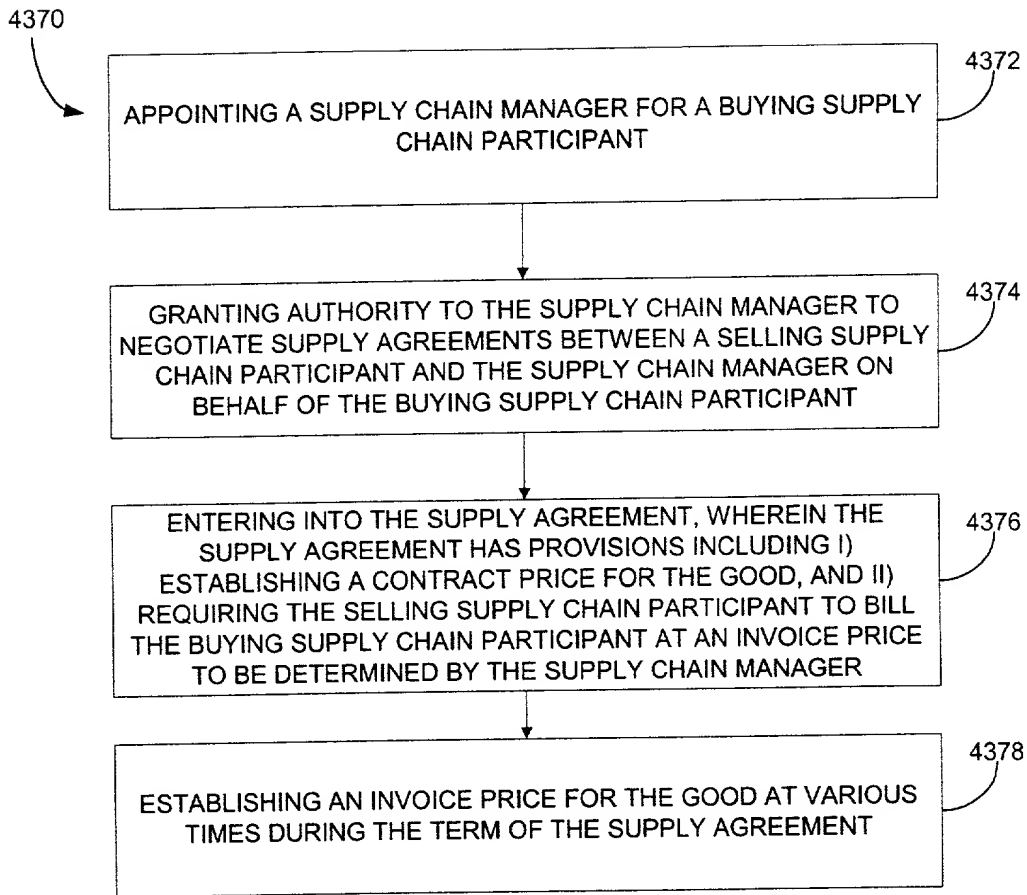 4370
4372
APPOINTING A SUPPLY CHAIN MANAGER FOR A BUYING SUPPLY
CHAIN PARTICIPANT
4374
GRANTING AUTHORITY TO THE SUPPLY CHAIN MANAGER TO
NEGOTIATE SUPPLY AGREEMENTS BETWEEN A SELLING SUPPLY
CHAIN PARTICIPANT AND THE SUPPLY CHAIN MANAGER ON
BEHALF OF THE BUYING SUPPLY CHAIN PARTICIPANT
4376
ENTERING INTO THE SUPPLY AGREEMENT, WHEREIN THE
SUPPLY AGREEMENT HAS PROVISIONS INCLUDING I)
ESTABLISHING A CONTRACT PRICE FOR THE GOOD, AND II)
REQUIRING THE SELLING SUPPLY CHAIN PARTICIPANT TO BILL
THE BUYING SUPPLY CHAIN PARTICIPANT AT AN INVOICE PRICE
TO BE DETERMINED BY THE SUPPLY CHAIN MANAGER
4378
ESTABLISHING AN INVOICE PRICE FOR THE GOOD AT VARIOUS
TIMES DURING THE TERM OF THE SUPPLY AGREEMENT